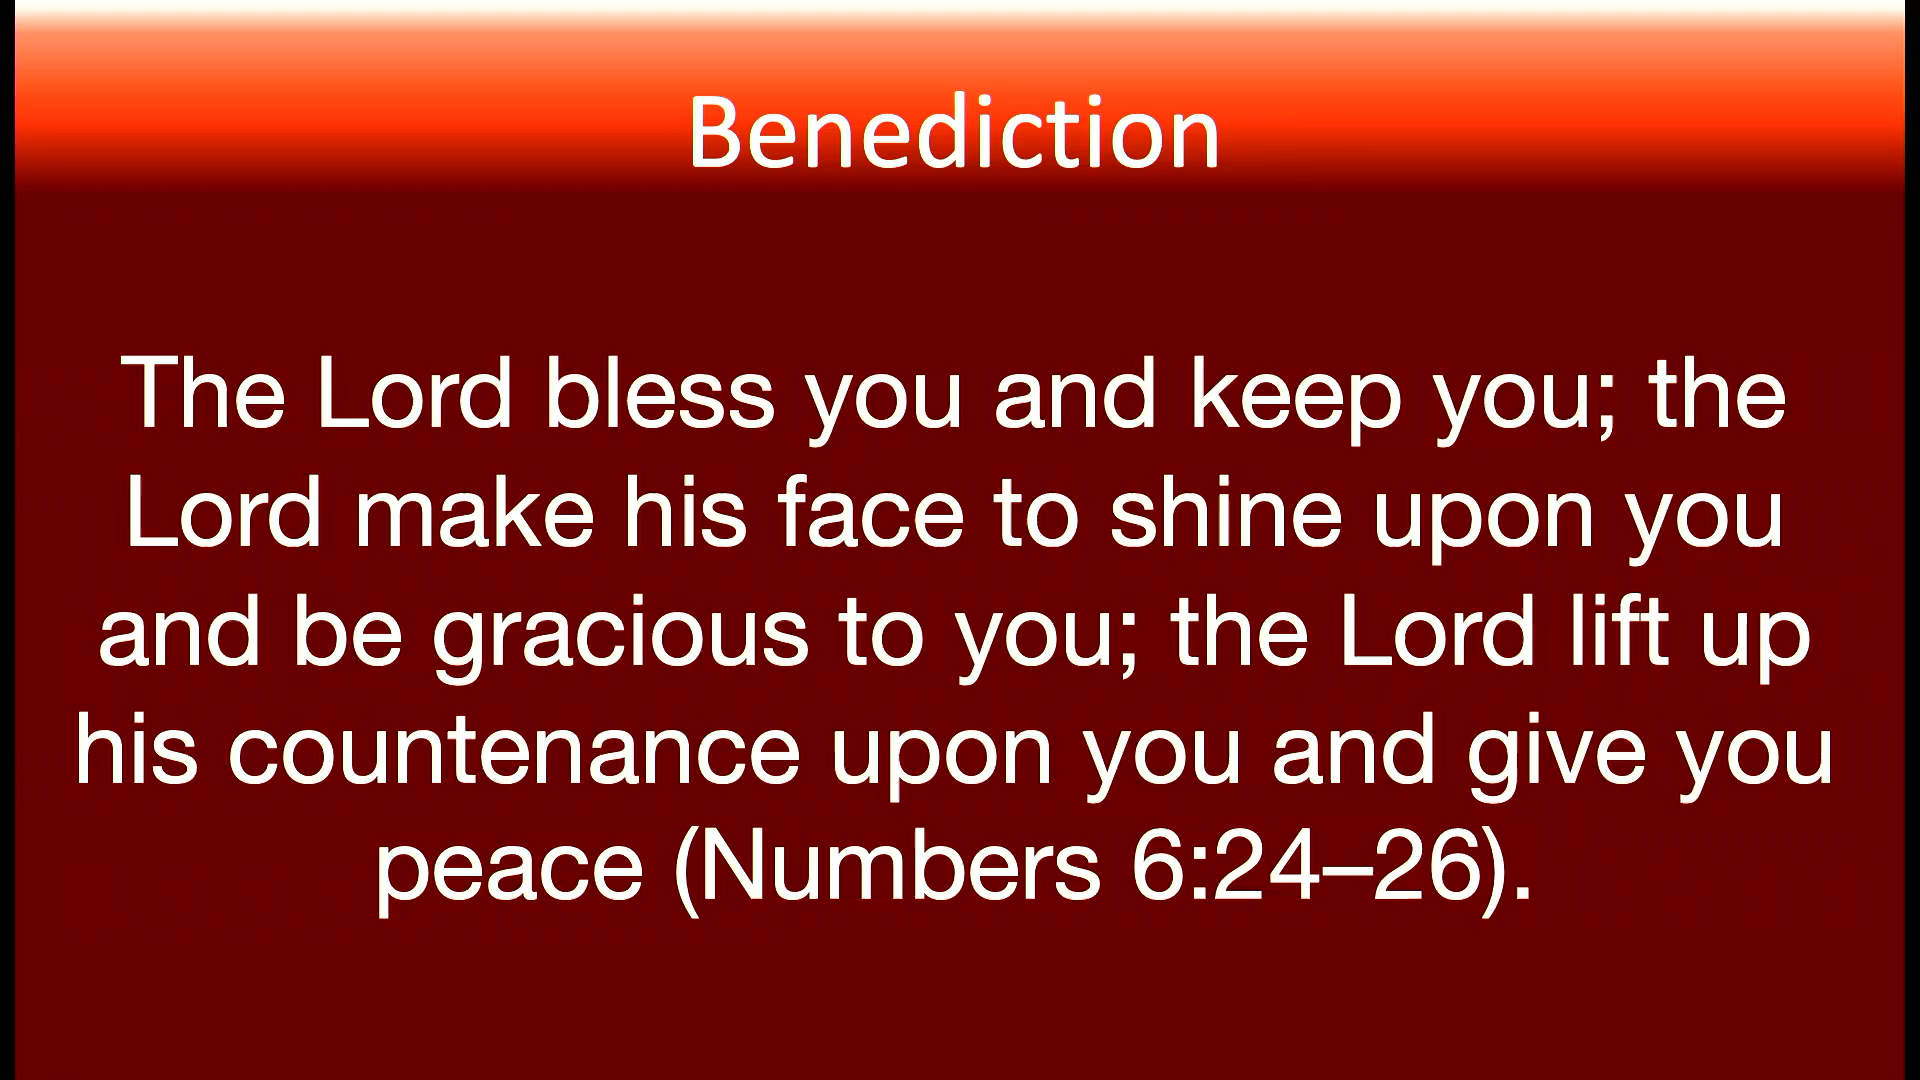 Benediction
The Lord bless you and keep you; the
Lord make his face to shine upon you
and be gracious to you; the Lord lift up
his countenance upon you and give you
peace (Numbers 6:24–26).